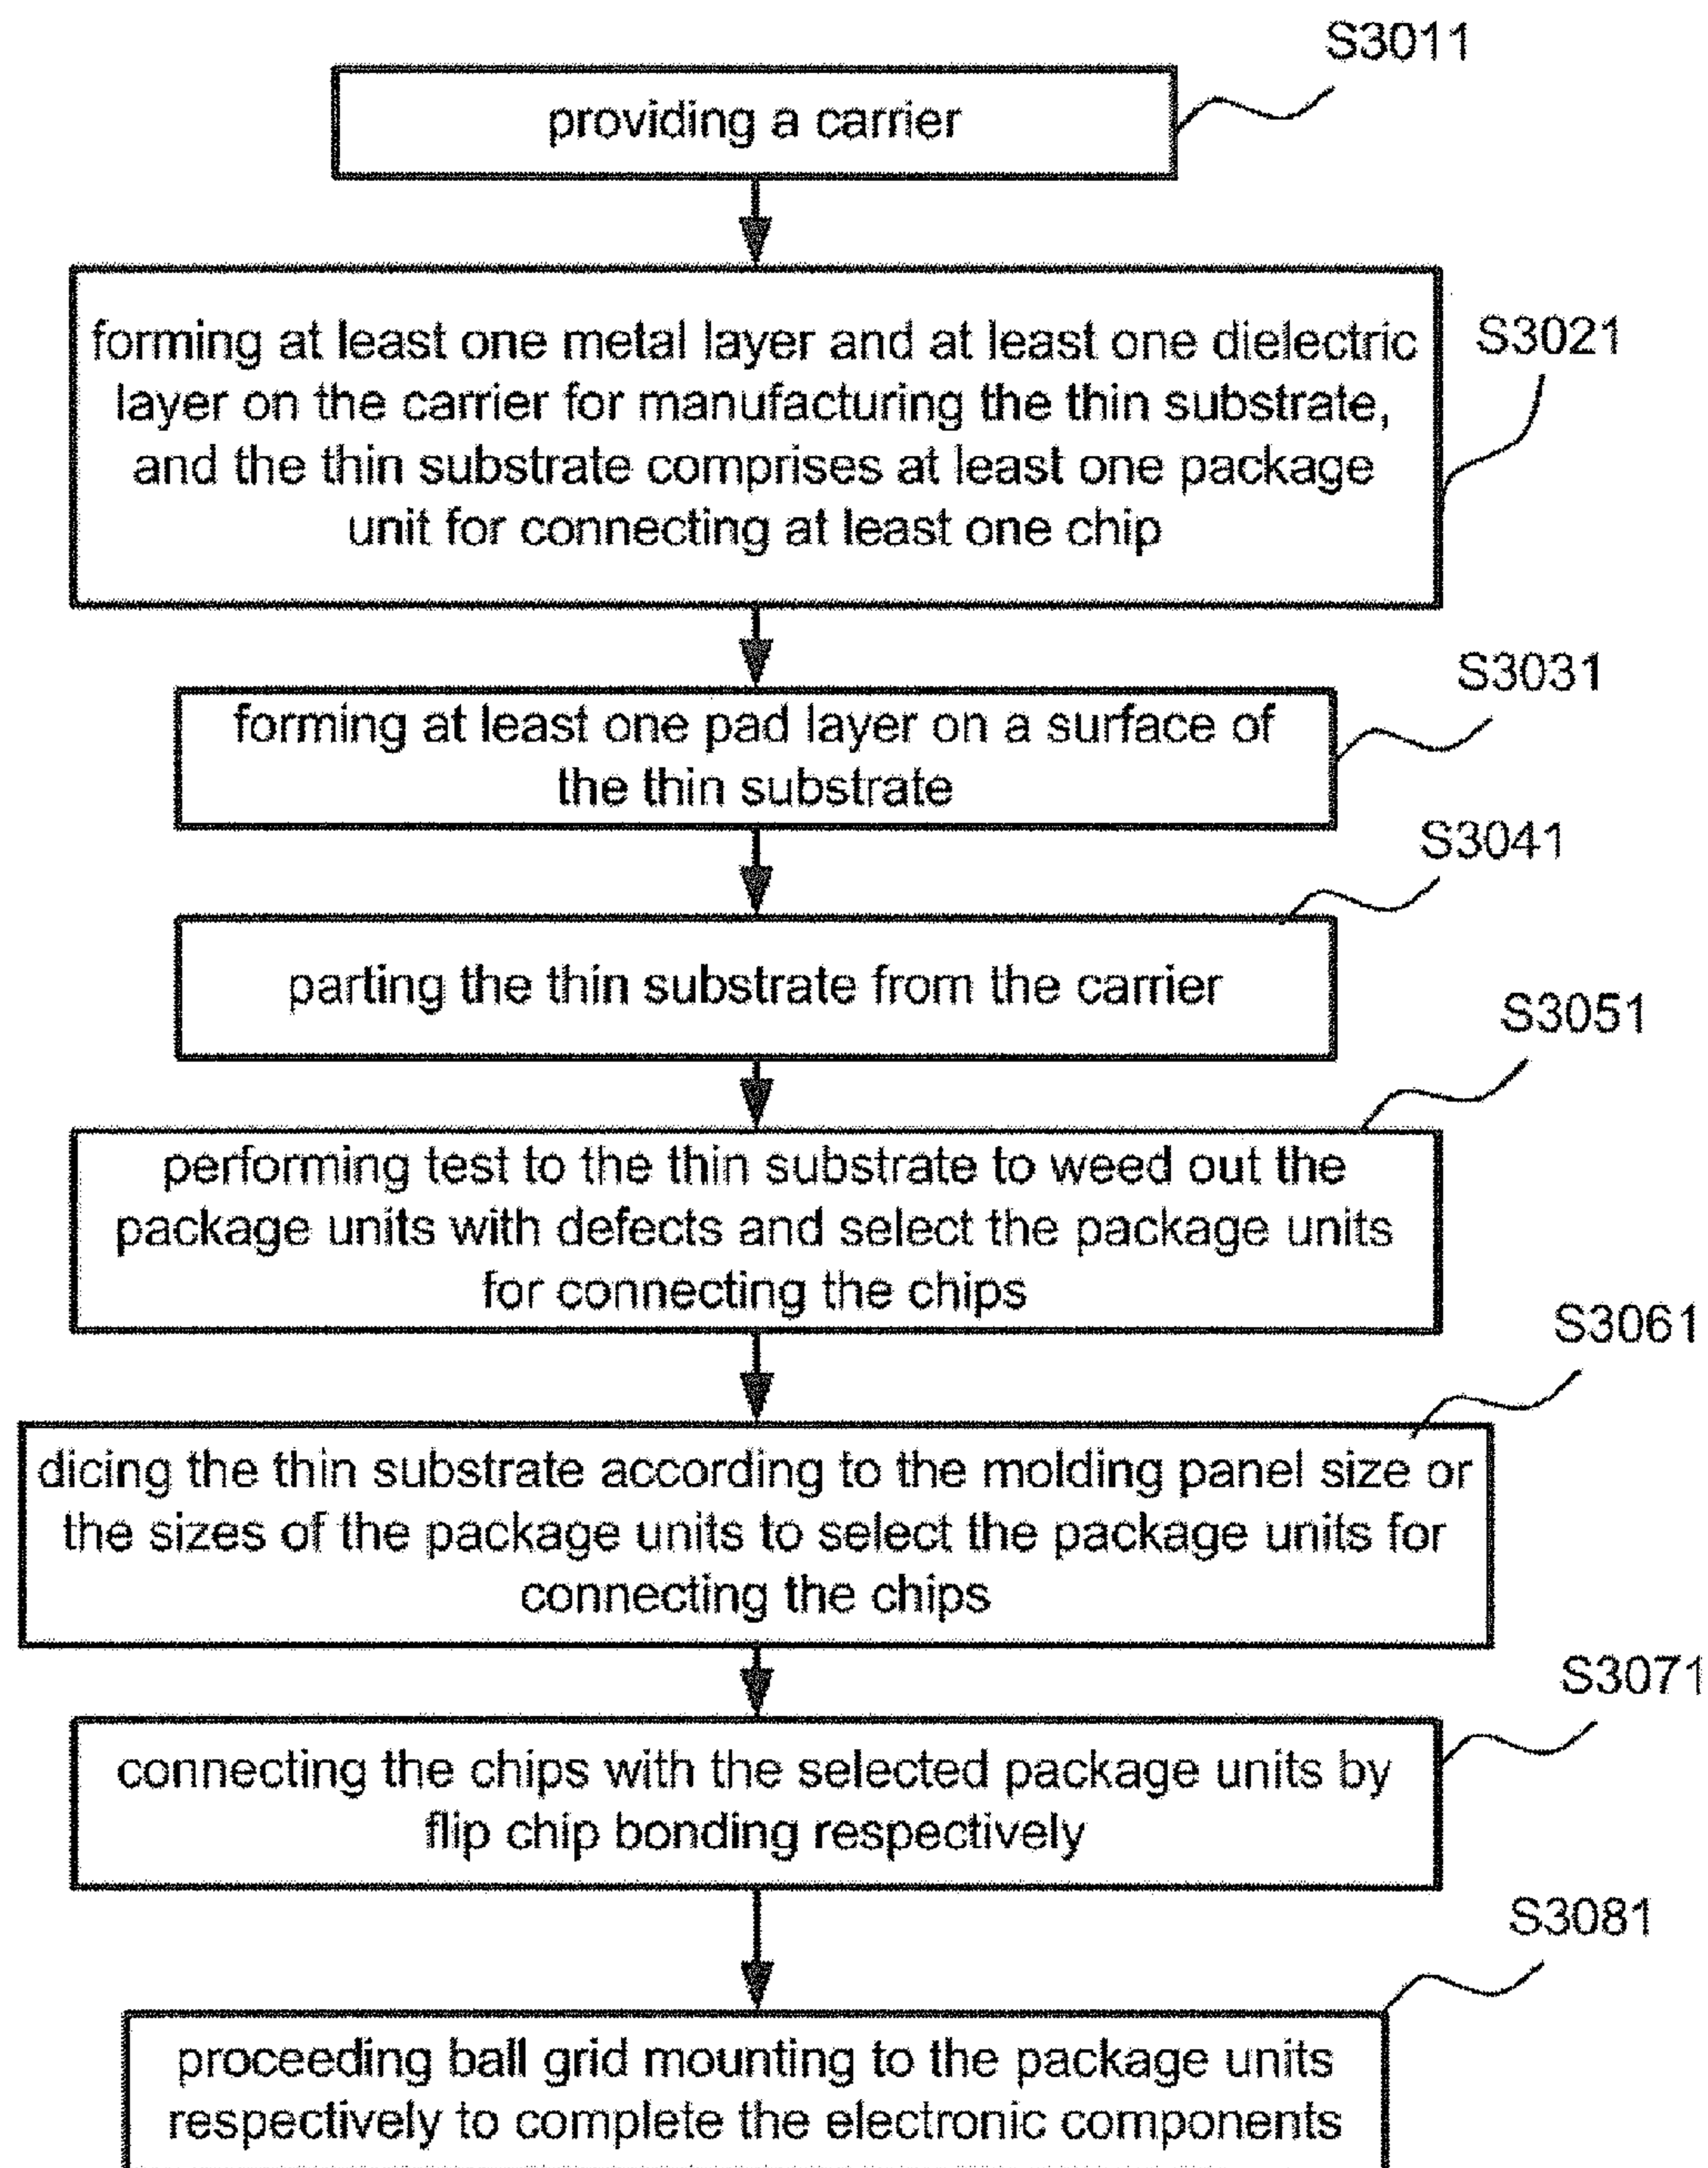 S3011
providing a carrier
forming at least one metal layer and at least one dielectric
layer on the carrier for manufacturing the thin substrate,
and the thin substrate comprises at least one package
unit for connecting at least one chip
S3021
S3031
forming at least one pad layer on a surface of
the thin substrate
S3041
parting the thin substrate from the carrier
S3051
performing test to the thin substrate to weed out the
package units with defects and select the package units
for connecting the chips
S3061
dicing the thin substrate according to the molding panel size or
the sizes of the package units to select the package units for
connecting the chips
S3071
connecting the chips with the selected package units by
flip chip bonding respectively
S3081
proceeding ball grid mounting to the package units
respectively to complete the electronic components